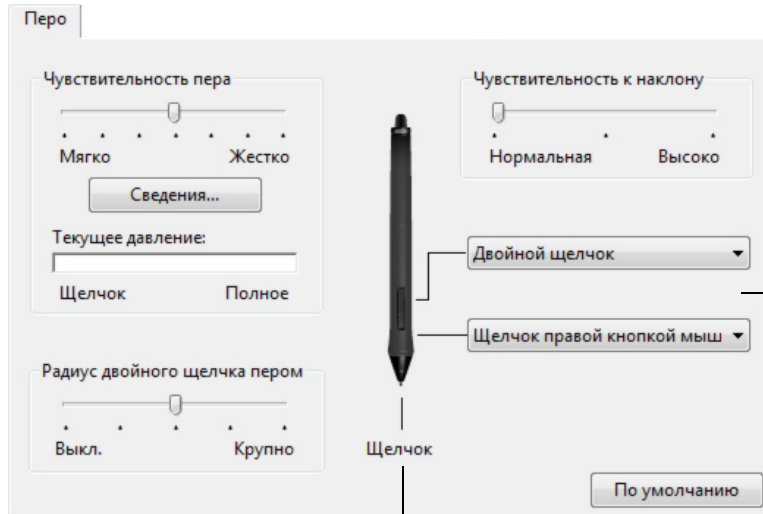 Перо
Чувствительность пера
Мягко Жестко
Сведения...
Текущее давление:
Щелчок Полное
Радиус двойного щелчка пером
Выкл. Крупно
Чувствительность к наклону
Нормальная Высоко
Двойной щелчок
Щелчок правой кнопкой мыш
Щелчок
По умолчанию